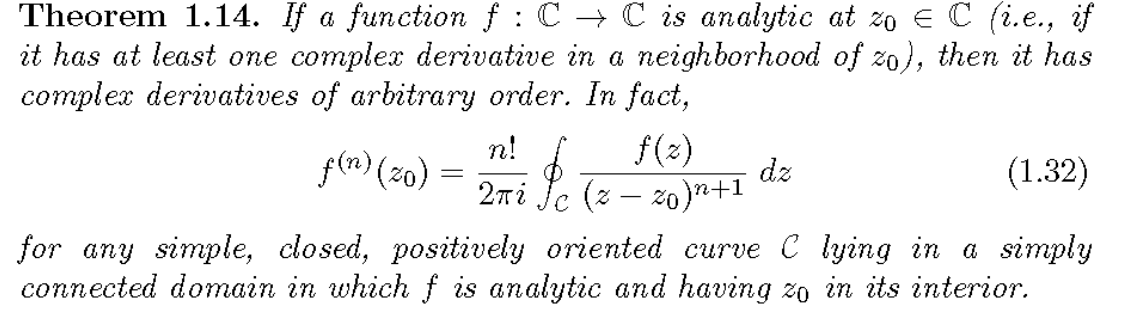 Theorem 1.14. If a function f : ℂ → ℂ is analytic at z₀ ∈ ℂ (i.e., if
it has at least one complex derivative in a neighborhood of z₀), then it has
complex derivatives of arbitrary order. In fact,
f⁽ⁿ⁾(z₀) = n!/2πi ∮_𝒞 f(z)/(z − z₀)ⁿ⁺¹ dz (1.32)
for any simple, closed, positively oriented curve 𝒞 lying in a simply
connected domain in which f is analytic and having z₀ in its interior.